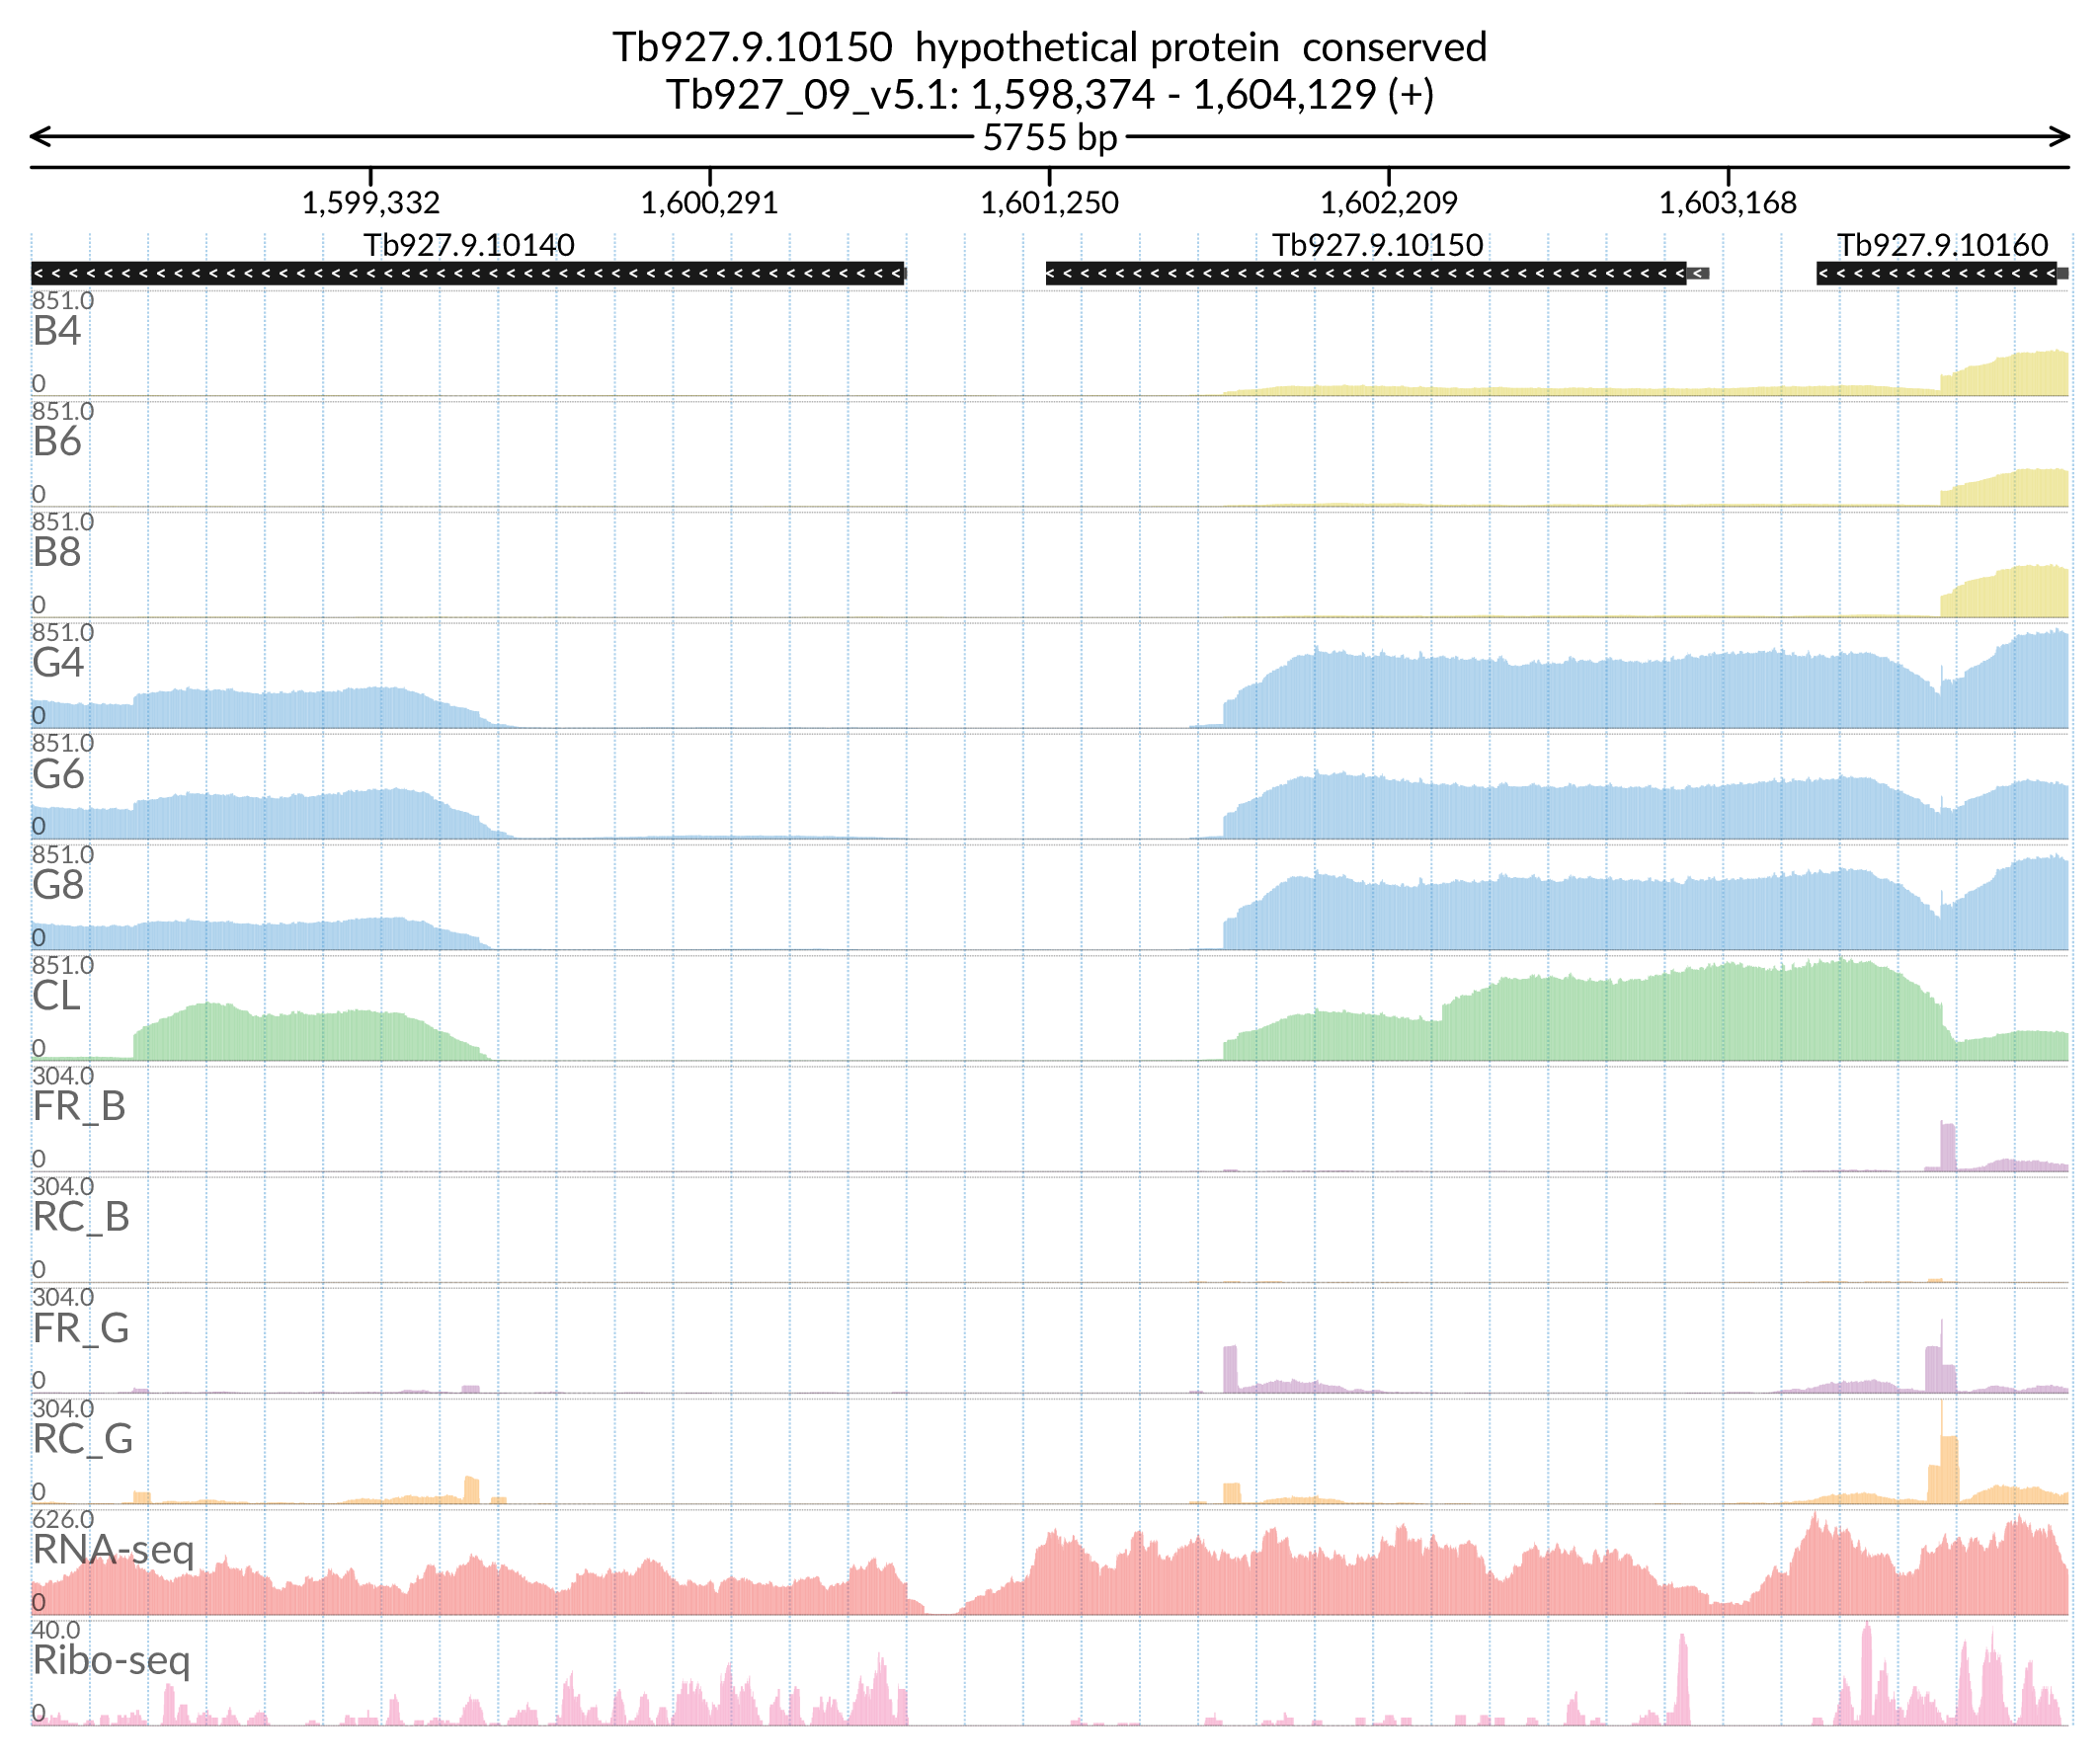 Tb927.9.10150 hypothetical protein conserved
Tb927_09_v5.1: 1,598,374 - 1,604,129 (+)
5755 bp
1,599,332 1,600,291 1,601,250 1,602,209 1,603,168
Tb927.9.10140 Tb927.9.10150 Tb927.9.10160
851.0
B4
0
851.0
B6
0
851.0
B8
0
851.0
G4
0
851.0
G6
0
851.0
G8
0
851.0
CL
0
304.0
FR_B
0
304.0
RC_B
0
304.0
FR_G
0
304.0
RC_G
0
626.0
RNA-seq
0
40.0
Ribo-seq
0